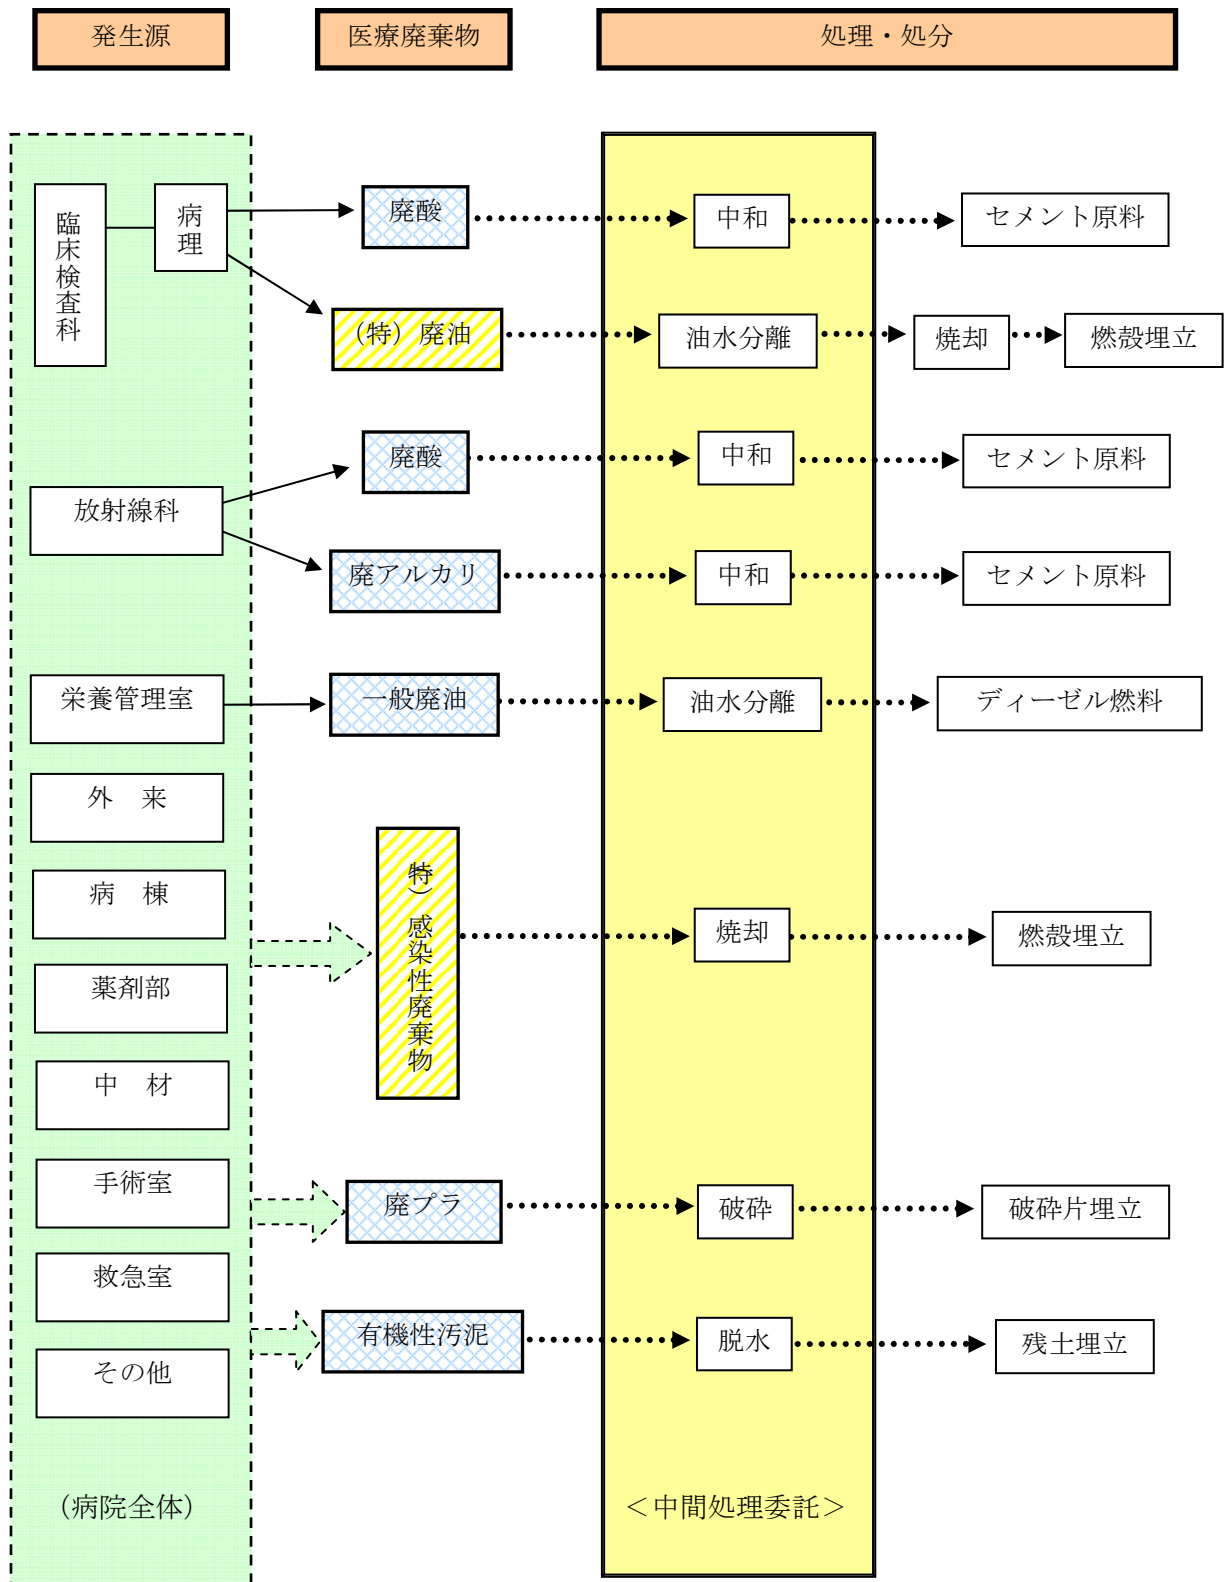 発生源
医療廃棄物
処理・処分
臨床検査科
病理
廃酸
中和
セメント原料
（特）廃油
油水分離
焼却
燃殻埋立
放射線科
廃酸
中和
セメント原料
廃アルカリ
中和
セメント原料
栄養管理室
一般廃油
油水分離
ディーゼル燃料
外　来
病　棟
薬剤部
中　材
手術室
救急室
その他
特）感染性廃棄物
焼却
燃殻埋立
廃プラ
破砕
破砕片埋立
有機性汚泥
脱水
残土埋立
（病院全体）
＜中間処理委託＞